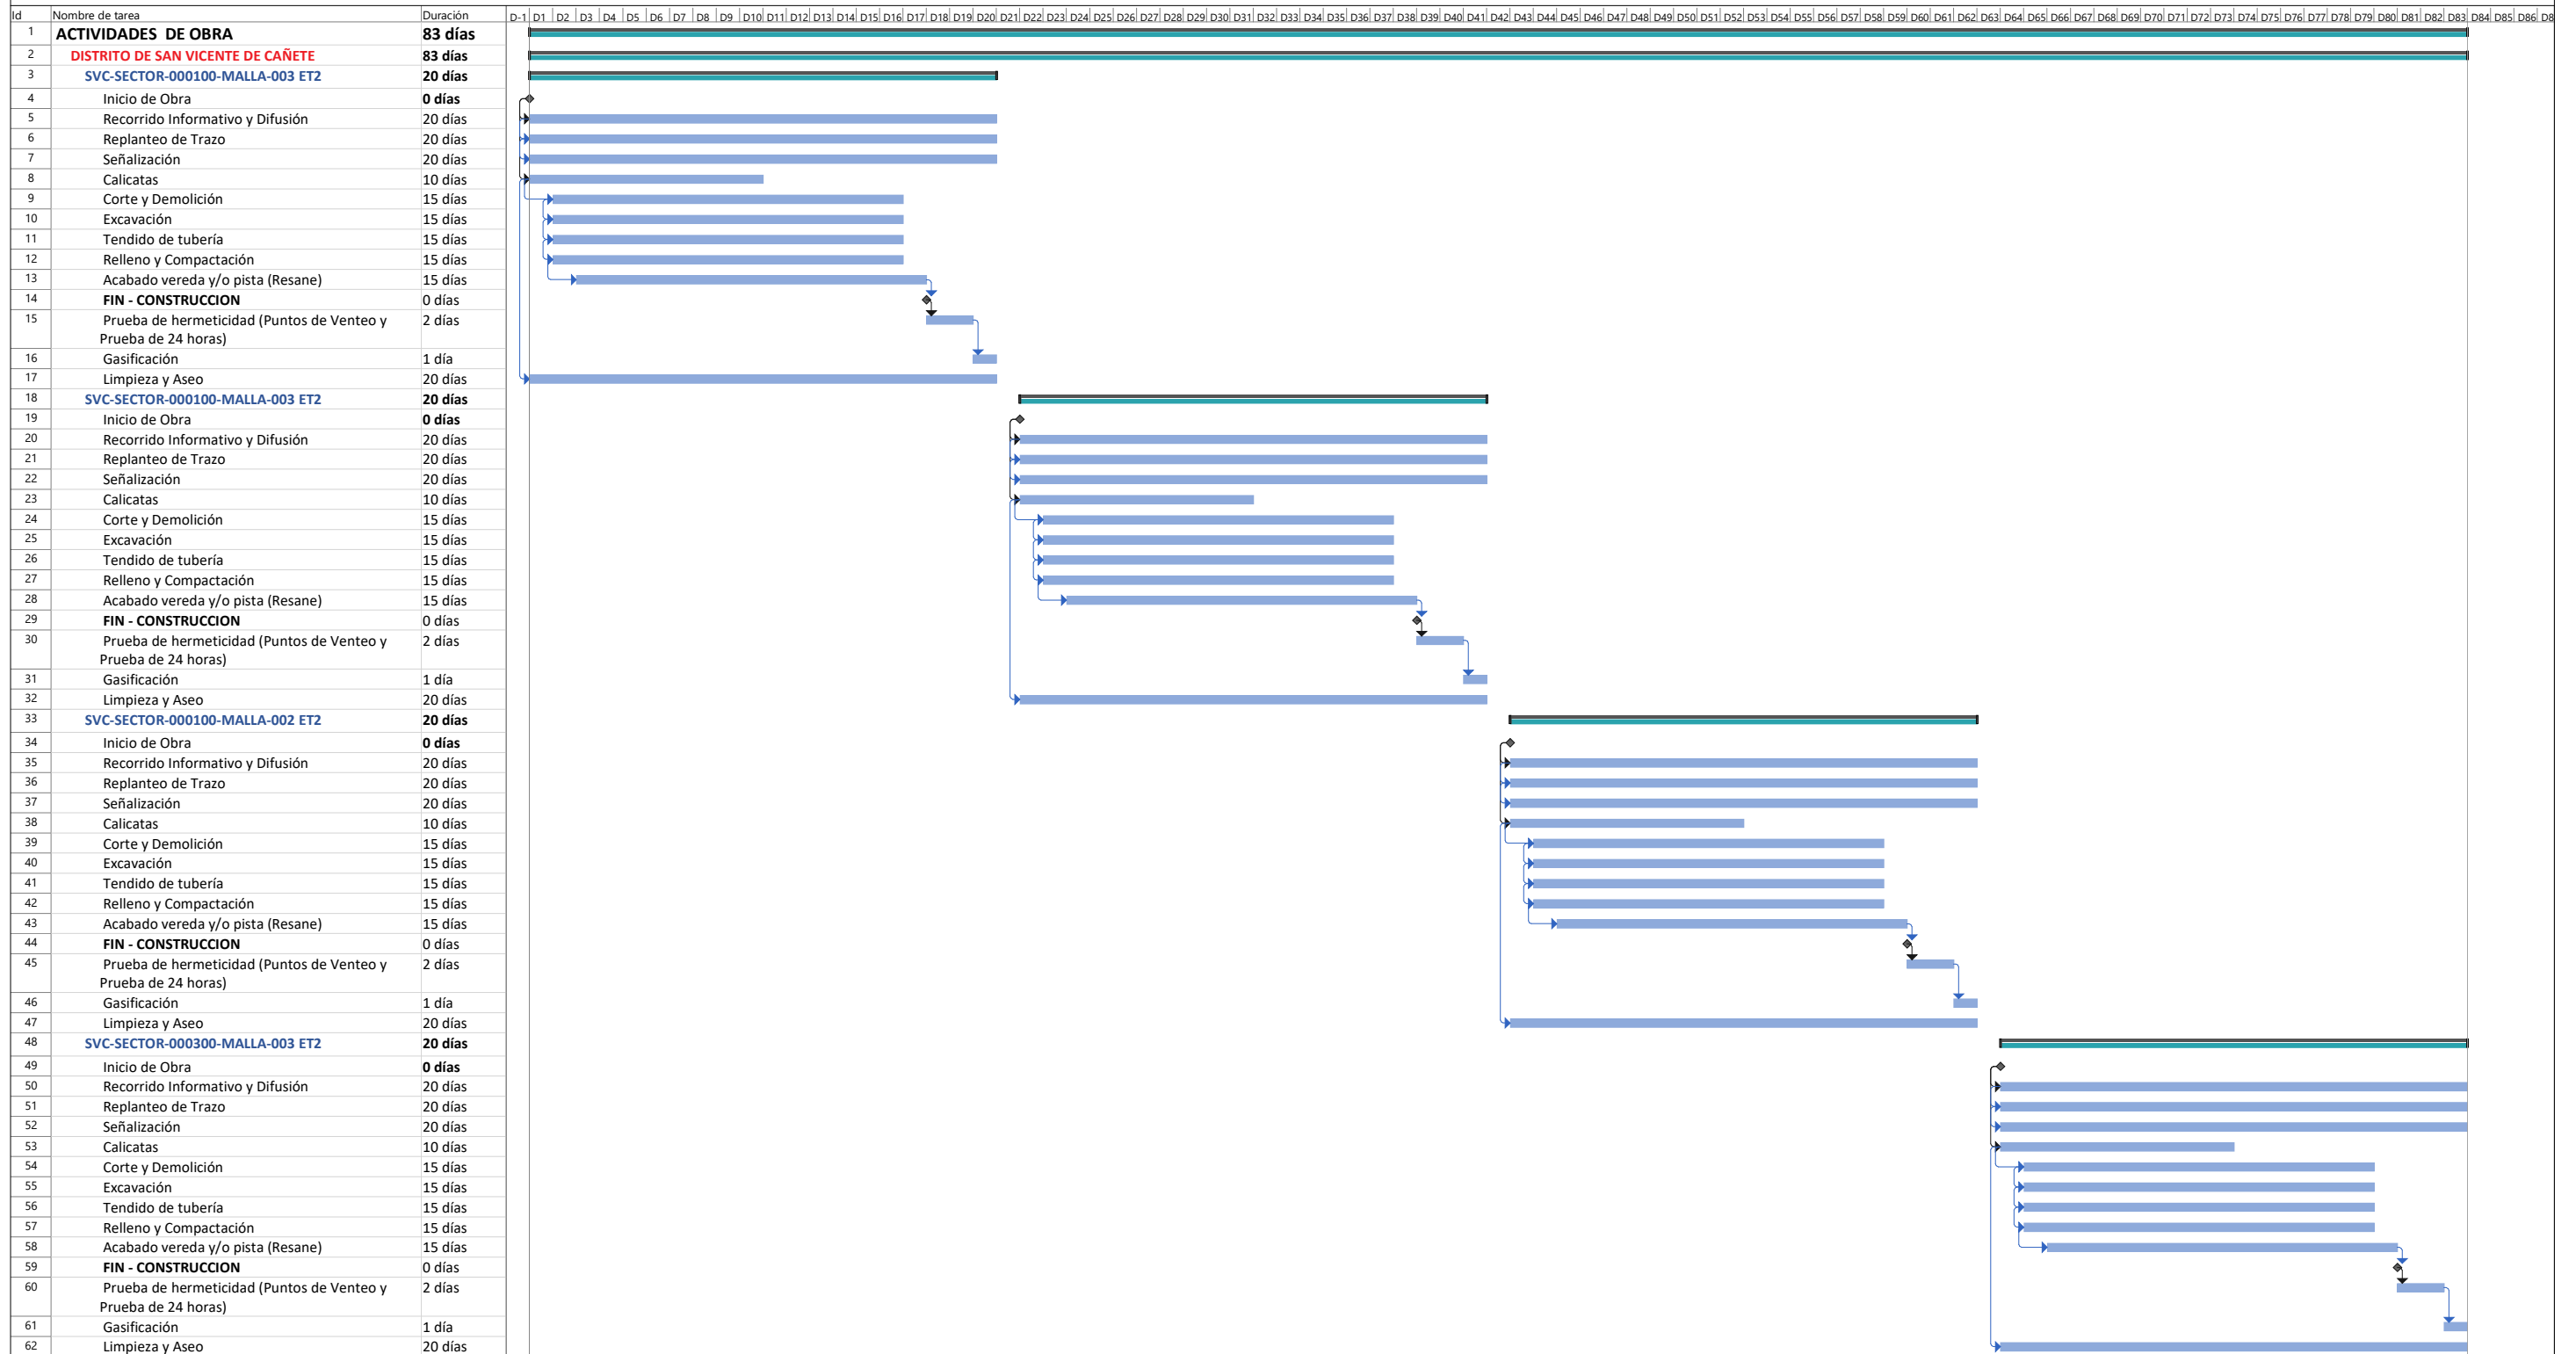 Id Nombre de tarea Duración D-1 D1 D2 D3 D4 D5 D6 D7 D8 D9 D10 D11 D12 D13 D14 D15 D16 D17 D18 D19 D20 D21 D22 D23 D24 D25 D26 D27 D28 D29 D30 D31 D32 D33 D34 D35 D36 D37 D38 D39 D40 D41 D42 D43 D44 D45 D46 D47 D48 D49 D50 D51 D52 D53 D54 D55 D56 D57 D58 D59 D60 D61 D62 D63 D64 D65 D66 D67 D68 D69 D70 D71 D72 D73 D74 D75 D76 D77 D78 D79 D80 D81 D82 D83 D84 D85 D86 D8
1 ACTIVIDADES DE OBRA 83 días
2 DISTRITO DE SAN VICENTE DE CAÑETE 83 días
3 SVC-SECTOR-000100-MALLA-003 ET2 20 días
4 Inicio de Obra 0 días
5 Recorrido Informativo y Difusión 20 días
6 Replanteo de Trazo 20 días
7 Señalización 20 días
8 Calicatas 10 días
9 Corte y Demolición 15 días
10 Excavación 15 días
11 Tendido de tubería 15 días
12 Relleno y Compactación 15 días
13 Acabado vereda y/o pista (Resane) 15 días
14 FIN - CONSTRUCCION 0 días
15 Prueba de hermeticidad (Puntos de Venteo y 2 días
Prueba de 24 horas)
16 Gasificación 1 día
17 Limpieza y Aseo 20 días
18 SVC-SECTOR-000100-MALLA-003 ET2 20 días
19 Inicio de Obra 0 días
20 Recorrido Informativo y Difusión 20 días
21 Replanteo de Trazo 20 días
22 Señalización 20 días
23 Calicatas 10 días
24 Corte y Demolición 15 días
25 Excavación 15 días
26 Tendido de tubería 15 días
27 Relleno y Compactación 15 días
28 Acabado vereda y/o pista (Resane) 15 días
29 FIN - CONSTRUCCION 0 días
30 Prueba de hermeticidad (Puntos de Venteo y 2 días
Prueba de 24 horas)
31 Gasificación 1 día
32 Limpieza y Aseo 20 días
33 SVC-SECTOR-000100-MALLA-002 ET2 20 días
34 Inicio de Obra 0 días
35 Recorrido Informativo y Difusión 20 días
36 Replanteo de Trazo 20 días
37 Señalización 20 días
38 Calicatas 10 días
39 Corte y Demolición 15 días
40 Excavación 15 días
41 Tendido de tubería 15 días
42 Relleno y Compactación 15 días
43 Acabado vereda y/o pista (Resane) 15 días
44 FIN - CONSTRUCCION 0 días
45 Prueba de hermeticidad (Puntos de Venteo y 2 días
Prueba de 24 horas)
46 Gasificación 1 día
47 Limpieza y Aseo 20 días
48 SVC-SECTOR-000300-MALLA-003 ET2 20 días
49 Inicio de Obra 0 días
50 Recorrido Informativo y Difusión 20 días
51 Replanteo de Trazo 20 días
52 Señalización 20 días
53 Calicatas 10 días
54 Corte y Demolición 15 días
55 Excavación 15 días
56 Tendido de tubería 15 días
57 Relleno y Compactación 15 días
58 Acabado vereda y/o pista (Resane) 15 días
59 FIN - CONSTRUCCION 0 días
60 Prueba de hermeticidad (Puntos de Venteo y 2 días
Prueba de 24 horas)
61 Gasificación 1 día
62 Limpieza y Aseo 20 días